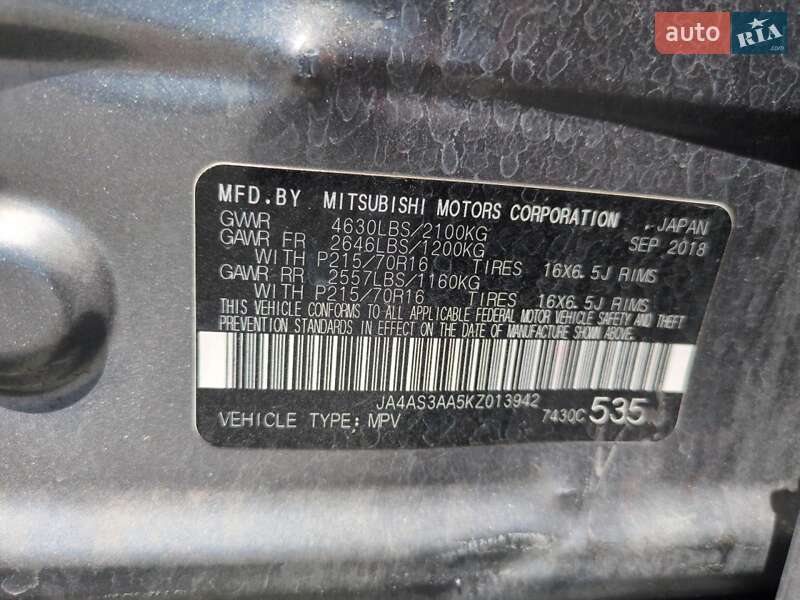 auto RIA.com
MFD.BY MITSUBISHI MOTORS CORPORATION , JAPAN
GVWR 4630LBS/2100KG SEP 2018
GAWR FR 2646LBS/1200KG
WITH P215/70R16 TIRES 16X6.5J RIMS
GAWR RR 2557LBS/1160KG
WITH P215/70R16 TIRES 16X6.5J RIMS
THIS VEHICLE CONFORMS TO ALL APPLICABLE FEDERAL MOTOR VEHICLE SAFETY AND THEFT
PREVENTION STANDARDS IN EFFECT ON THE DATE OF MANUFACTURE SHOWN ABOVE.
JA4AS3AA5KZ013942
VEHICLE TYPE: MPV 7430C 535